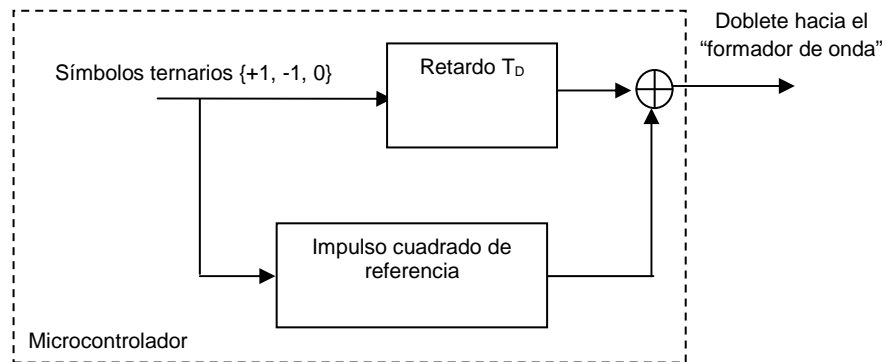 Doblete hacia el
“formador de onda”
Símbolos ternarios {+1, -1, 0}
Retardo TD
Impulso cuadrado de
referencia
Microcontrolador